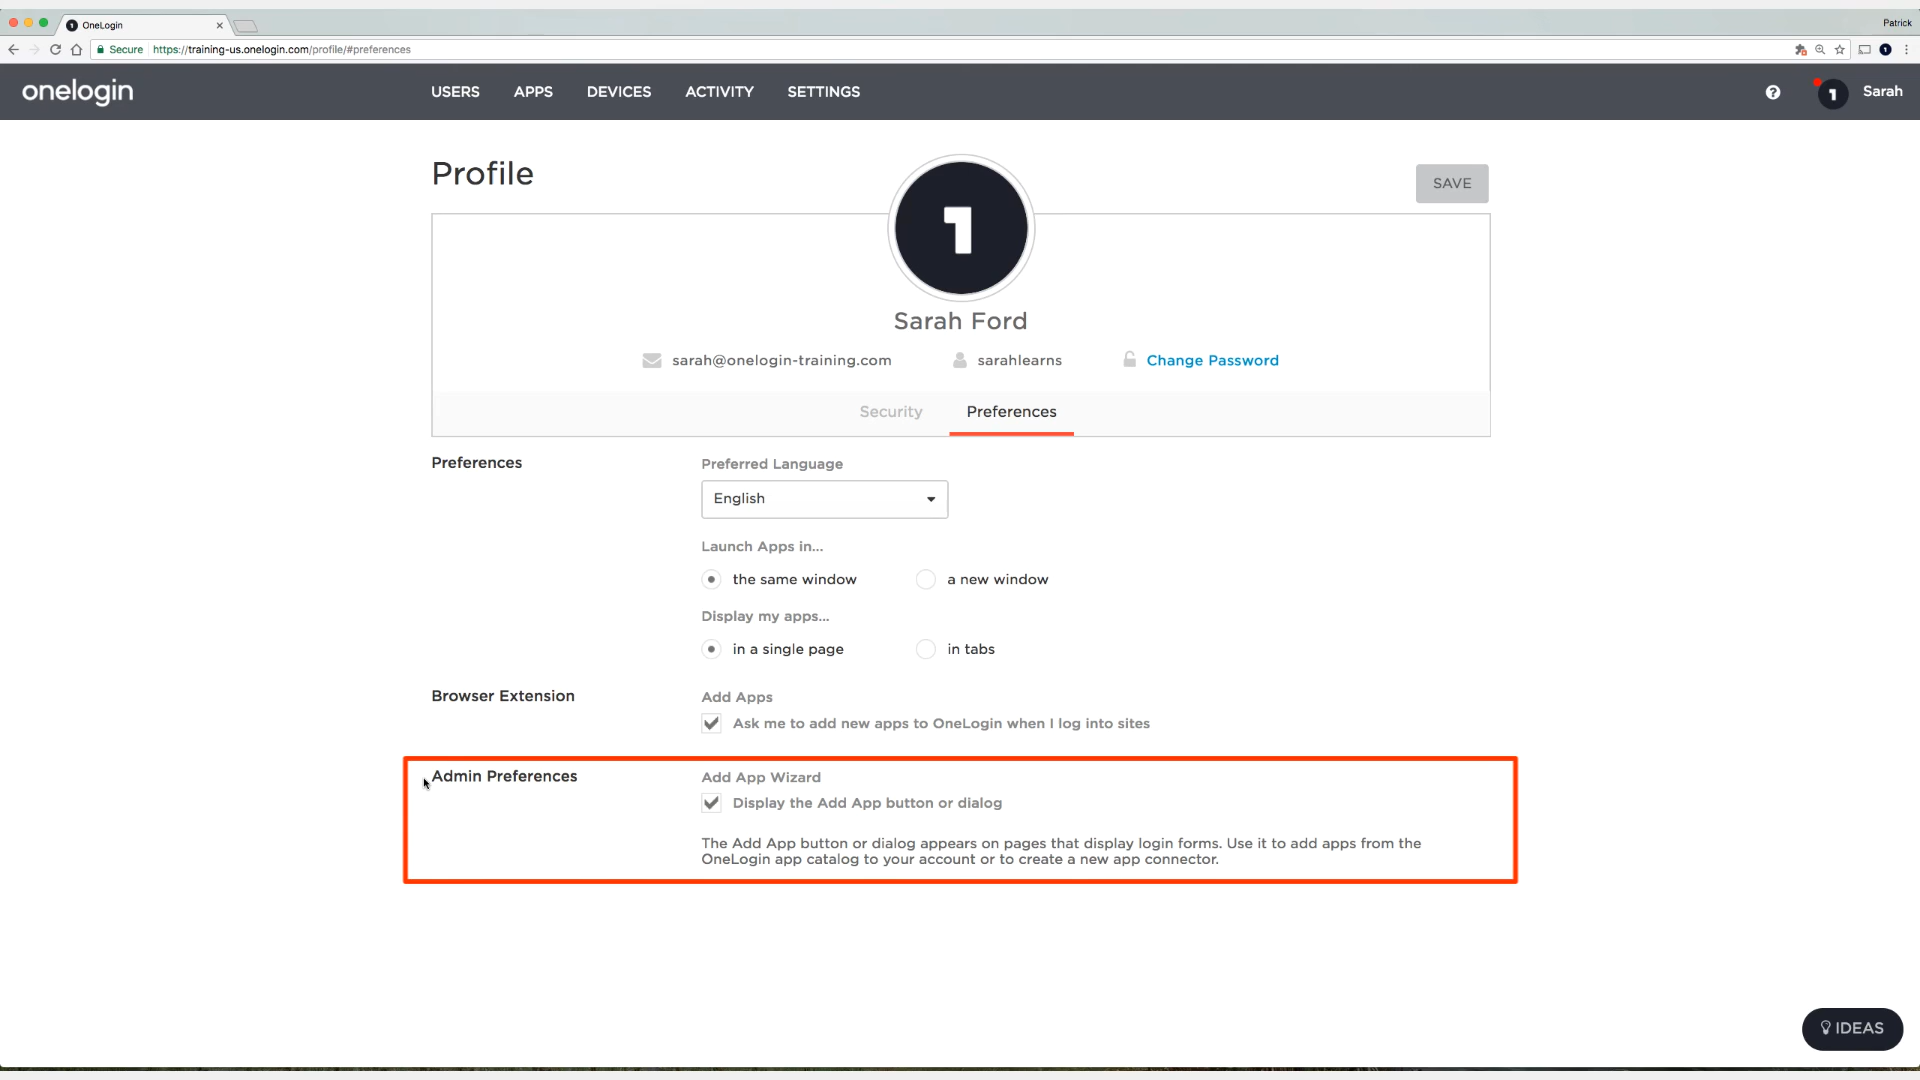 OneLogin
Patrick
Secure https://training-us.onelogin.com/profile/#preferences
onelogin
USERS APPS DEVICES ACTIVITY SETTINGS
? 1 Sarah
Profile
SAVE
1
Sarah Ford
sarah@onelogin-training.com sarahlearns Change Password
Security Preferences
Preferences
Preferred Language
English
Launch Apps in...
the same window a new window
Display my apps...
in a single page in tabs
Browser Extension
Add Apps
Ask me to add new apps to OneLogin when I log into sites
Admin Preferences
Add App Wizard
Display the Add App button or dialog
The Add App button or dialog appears on pages that display login forms. Use it to add apps from the
OneLogin app catalog to your account or to create a new app connector.
IDEAS